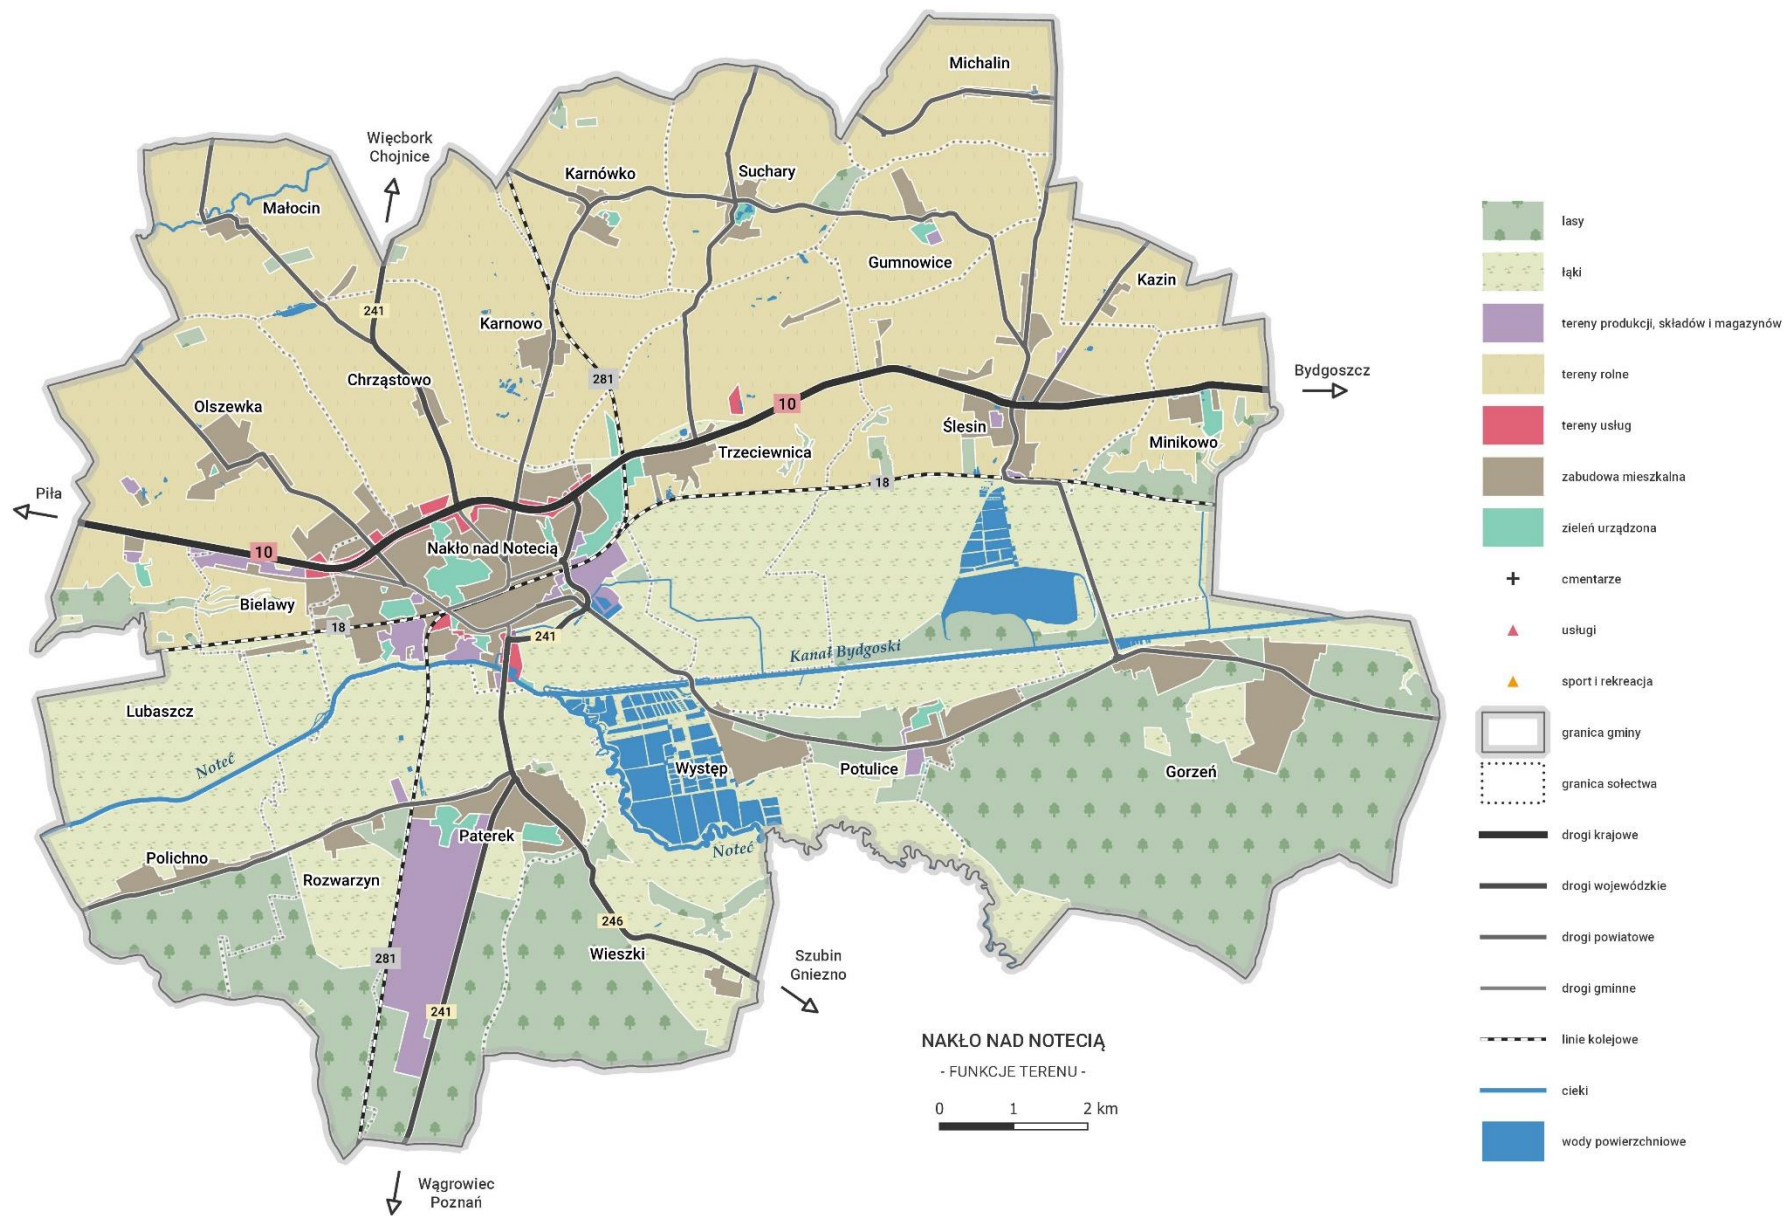 Michalin
Więcbork
Chojnice
Karnówko
Suchary
Małocin
Gumnowice
Kazin
241
Karnowo
281
Chrząstowo
Bydgoszcz
10
Olszewka
Ślesin
Minikowo
Trzeciewnica
Piła
18
10
Nakło nad Notecią
Bielawy
18
241
Kanał Bydgoski
Lubaszcz
Noteć
Występ
Potulice
Gorzeń
Paterek
Noteć
Polichno
Rozwarzyn
246
281
Wieszki
Szubin
Gniezno
241
Wągrowiec
Poznań
NAKŁO NAD NOTECIĄ
- FUNKCJE TERENU -
0 1 2 km
lasy
łąki
tereny produkcji, składów i magazynów
tereny rolne
tereny usług
zabudowa mieszkalna
zieleń urządzona
cmentarze
usługi
sport i rekreacja
granica gminy
granica sołectwa
drogi krajowe
drogi wojewódzkie
drogi powiatowe
drogi gminne
linie kolejowe
cieki
wody powierzchniowe